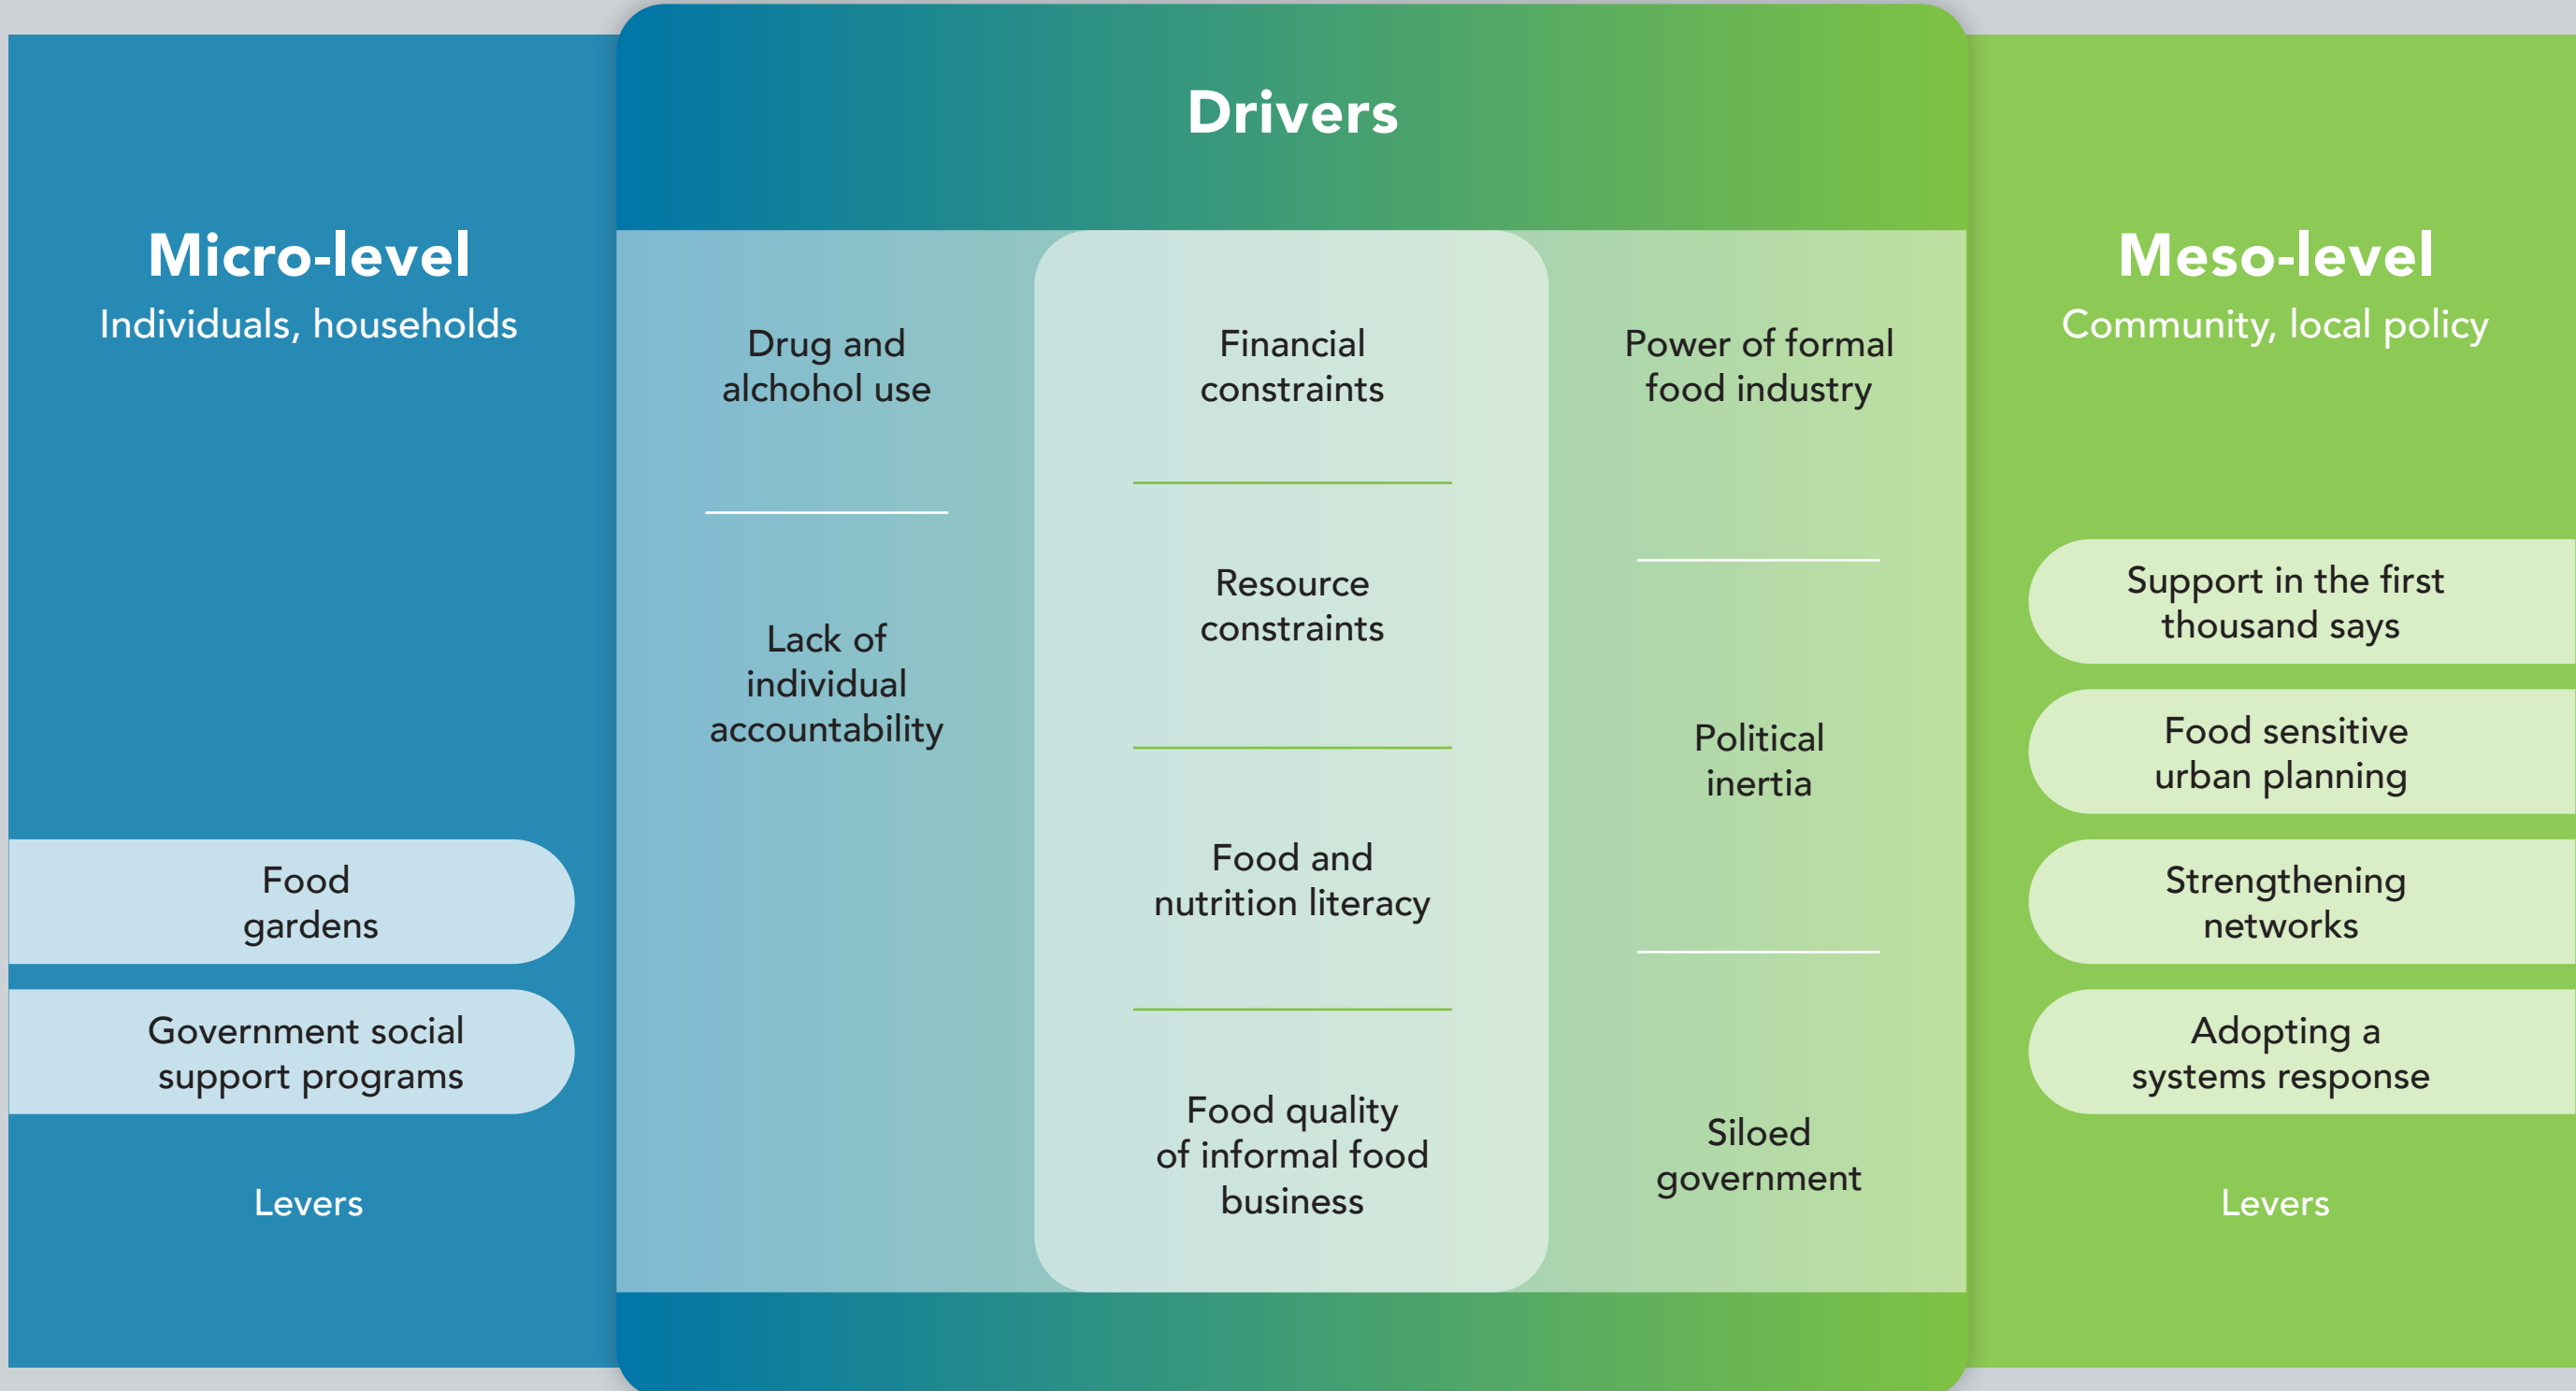 Drivers
Micro-level
Individuals, households
Food
gardens
Government social
support programs
Levers
Drug and
alchohol use
Lack of
individual
accountability
Financial
constraints
Resource
constraints
Food and
nutrition literacy
Food quality
of informal food
business
Power of formal
food industry
Political
inertia
Siloed
government
Meso-level
Community, local policy
Support in the first
thousand says
Food sensitive
urban planning
Strengthening
networks
Adopting a
systems response
Levers